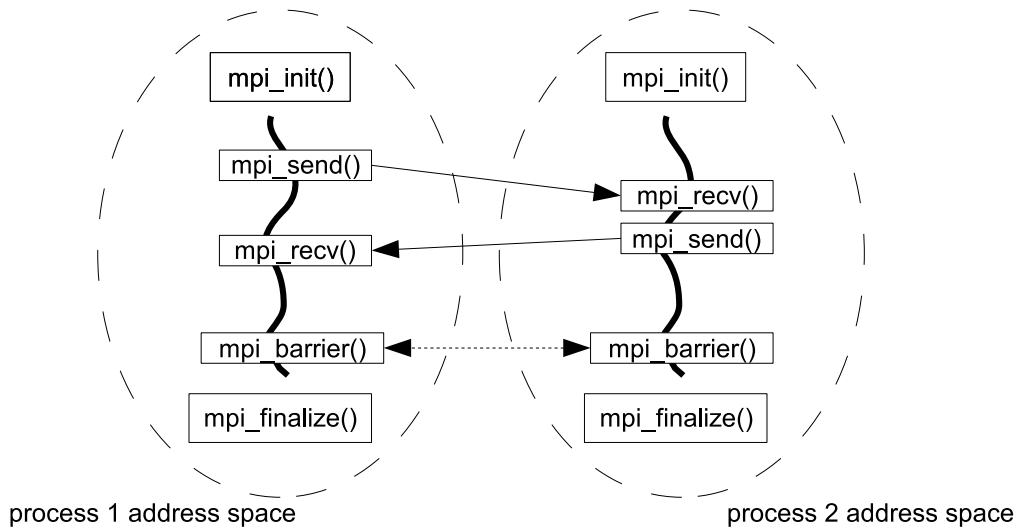 mpi_init()
mpi_send()
mpi_recv()
mpi_barrier()
mpi_finalize()
process 1 address space
mpi_init()
mpi_recv()
mpi_send()
mpi_barrier()
mpi_finalize()
process 2 address space